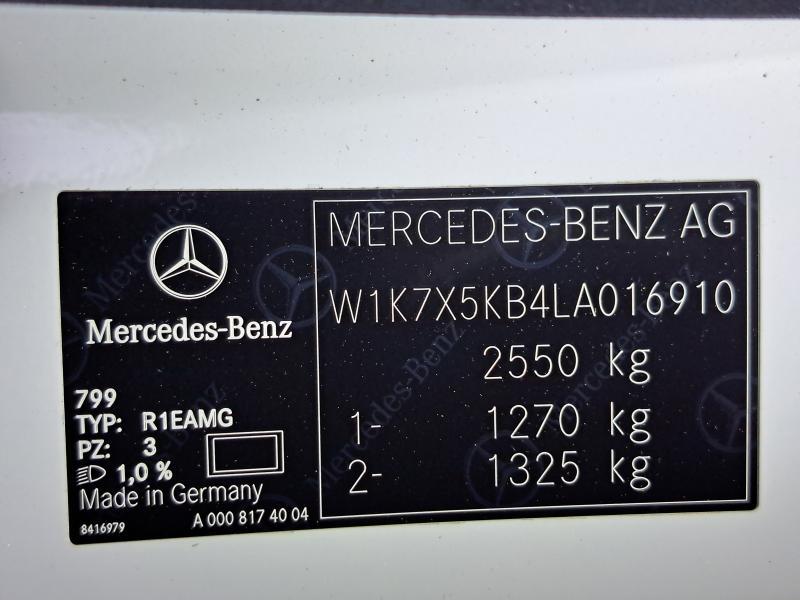 Mercedes-Benz
799
TYP: R1EAMG
PZ: 3
1,0 %
Made in Germany
8416979
A 000 817 40 04
MERCEDES-BENZ AG
W1K7X5KB4LA016910
2550 kg
1- 1270 kg
2- 1325 kg